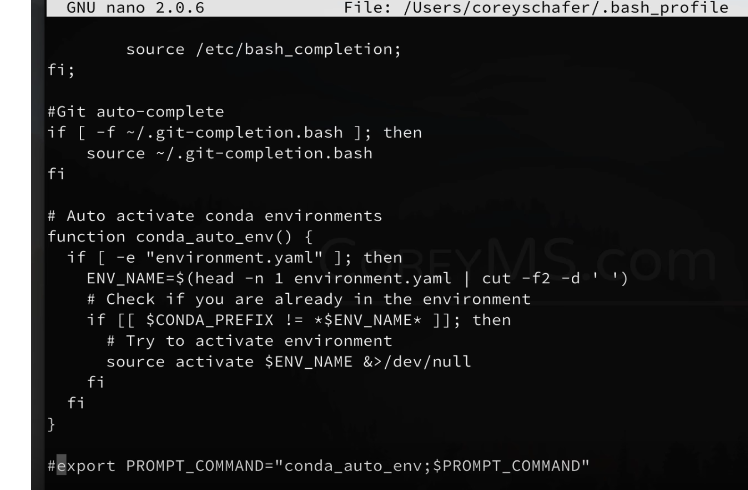 GNU nano 2.0.6 File: /Users/coreyschafer/.bash_profile
source /etc/bash_completion;
fi;
#Git auto-complete
if [ -f ~/.git-completion.bash ]; then
source ~/.git-completion.bash
fi
# Auto activate conda environments
function conda_auto_env() {
if [ -e "environment.yaml" ]; then
ENV_NAME=$(head -n 1 environment.yaml | cut -f2 -d ' ')
# Check if you are already in the environment
if [[ $CONDA_PREFIX != *$ENV_NAME* ]]; then
# Try to activate environment
source activate $ENV_NAME &>/dev/null
fi
fi
}
#export PROMPT_COMMAND="conda_auto_env;$PROMPT_COMMAND"
CoreyMS.com